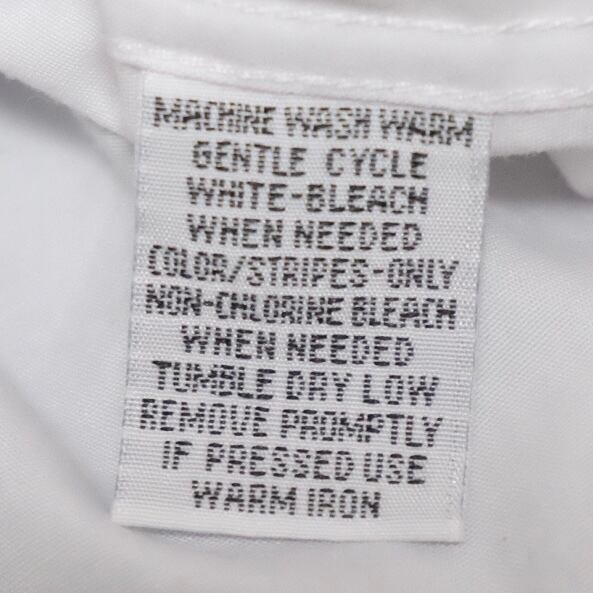 MACHINE WASH WARM
GENTLE CYCLE
WHITE-BLEACH
WHEN NEEDED
COLOR/STRIPES-ONLY
NON-CHLORINE BLEACH
WHEN NEEDED
TUMBLE DRY LOW
REMOVE PROMPTLY
IF PRESSED USE
WARM IRON